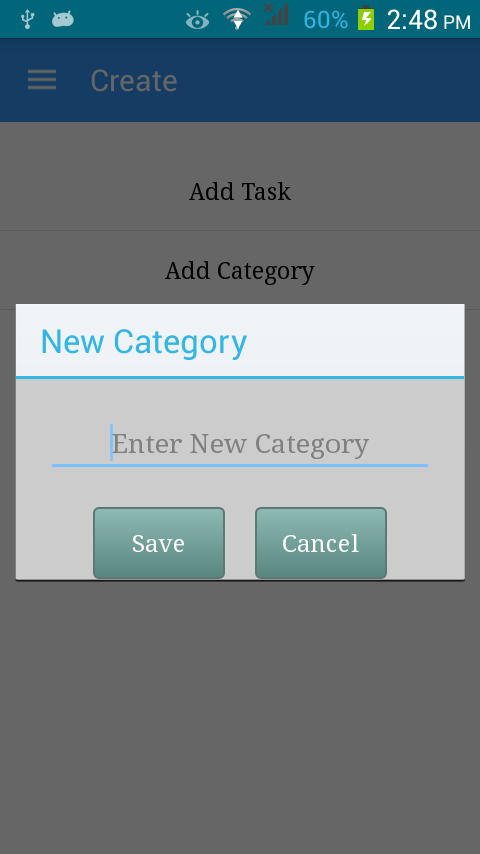 60% 2:48 PM
Create
Add Task
Add Category
New Category
Enter New Category
Save Cancel